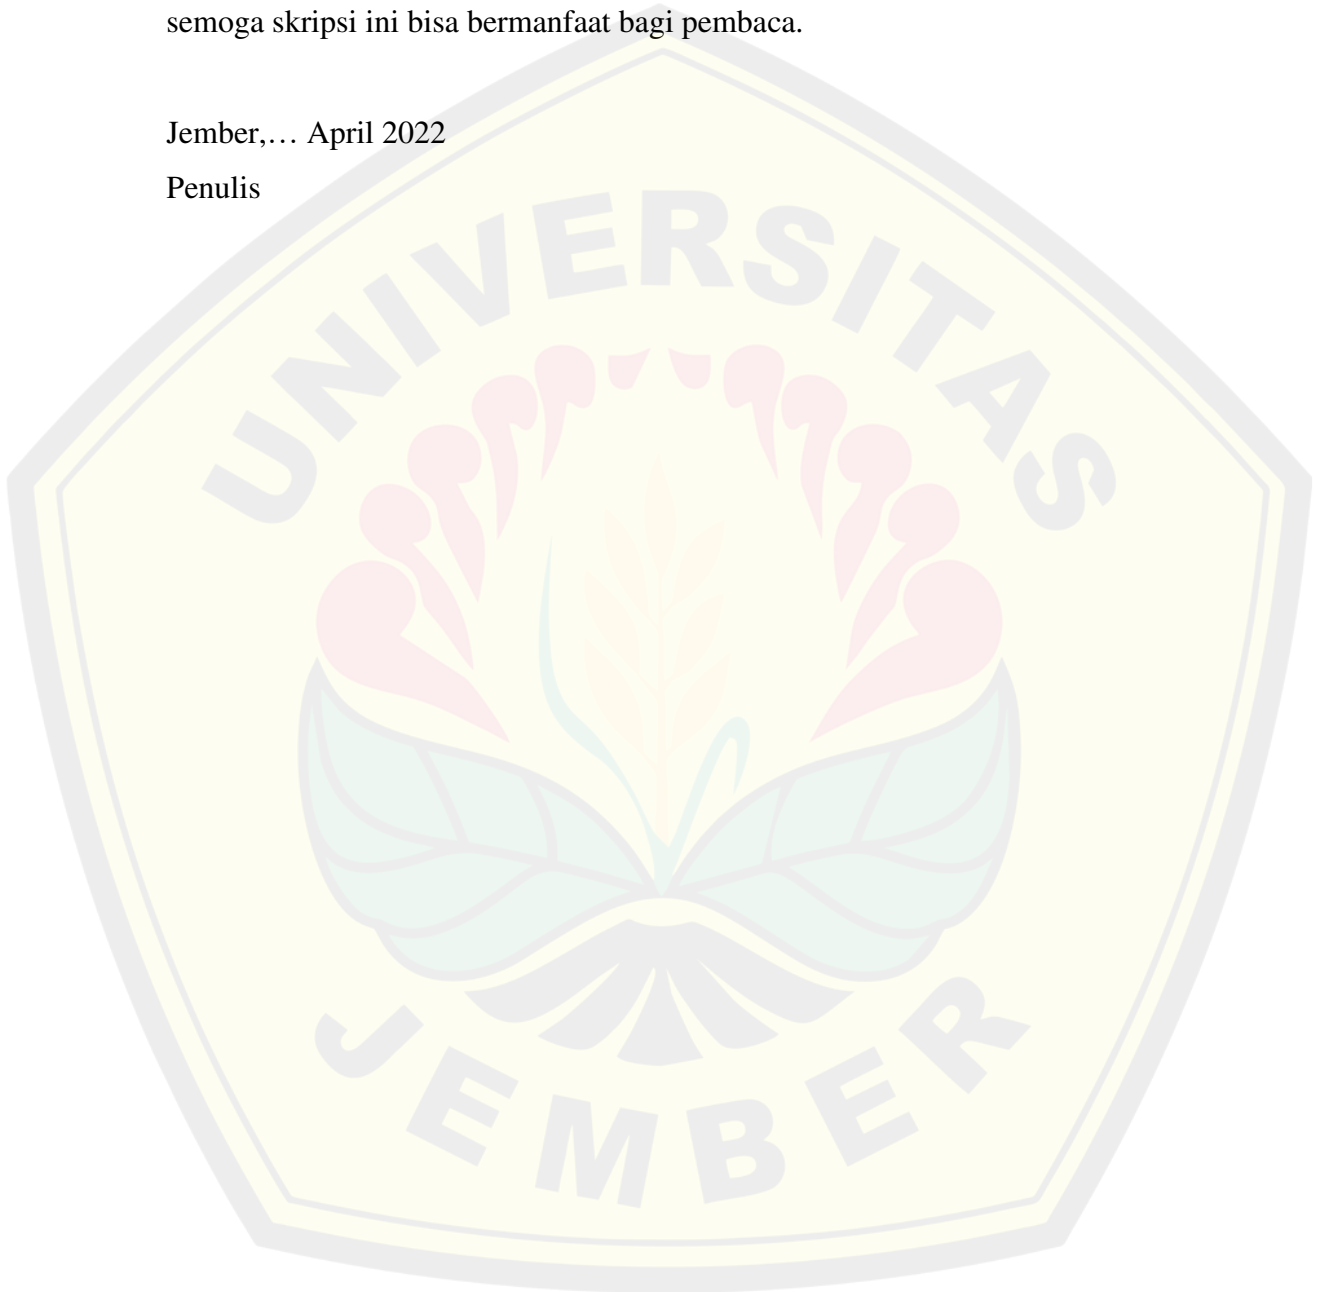 semoga skripsi ini bisa bermanfaat bagi pembaca.
Jember,… April 2022
Penulis
UNIVERSITAS
JEMBER